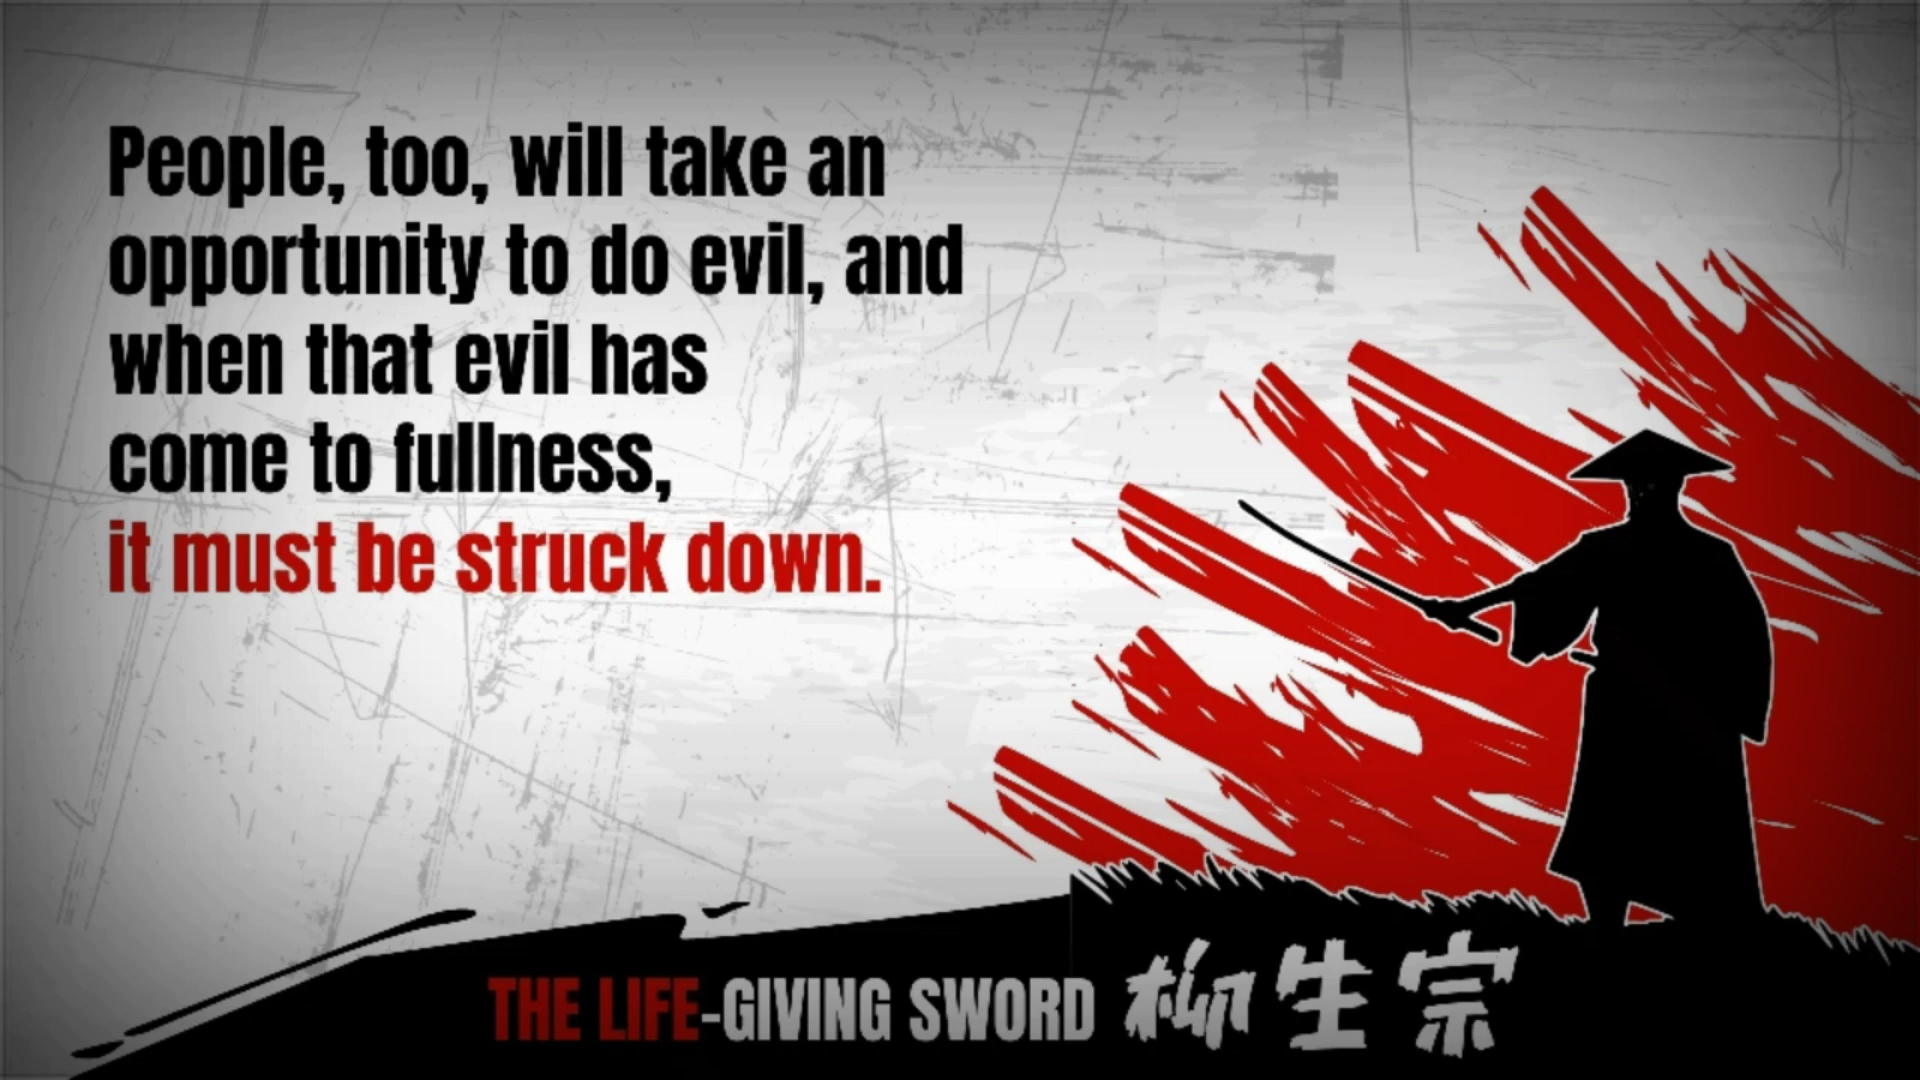 People, too, will take an
opportunity to do evil, and
when that evil has
come to fullness,
it must be struck down.
THE LIFE-GIVING SWORD 柳生宗